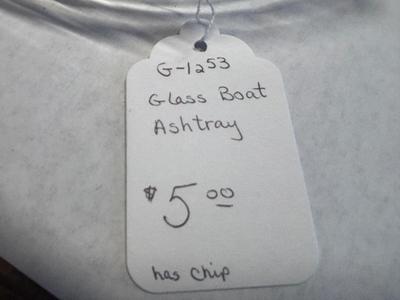 G-1253
Glass Boat
Ashtray
$5 00
has chip